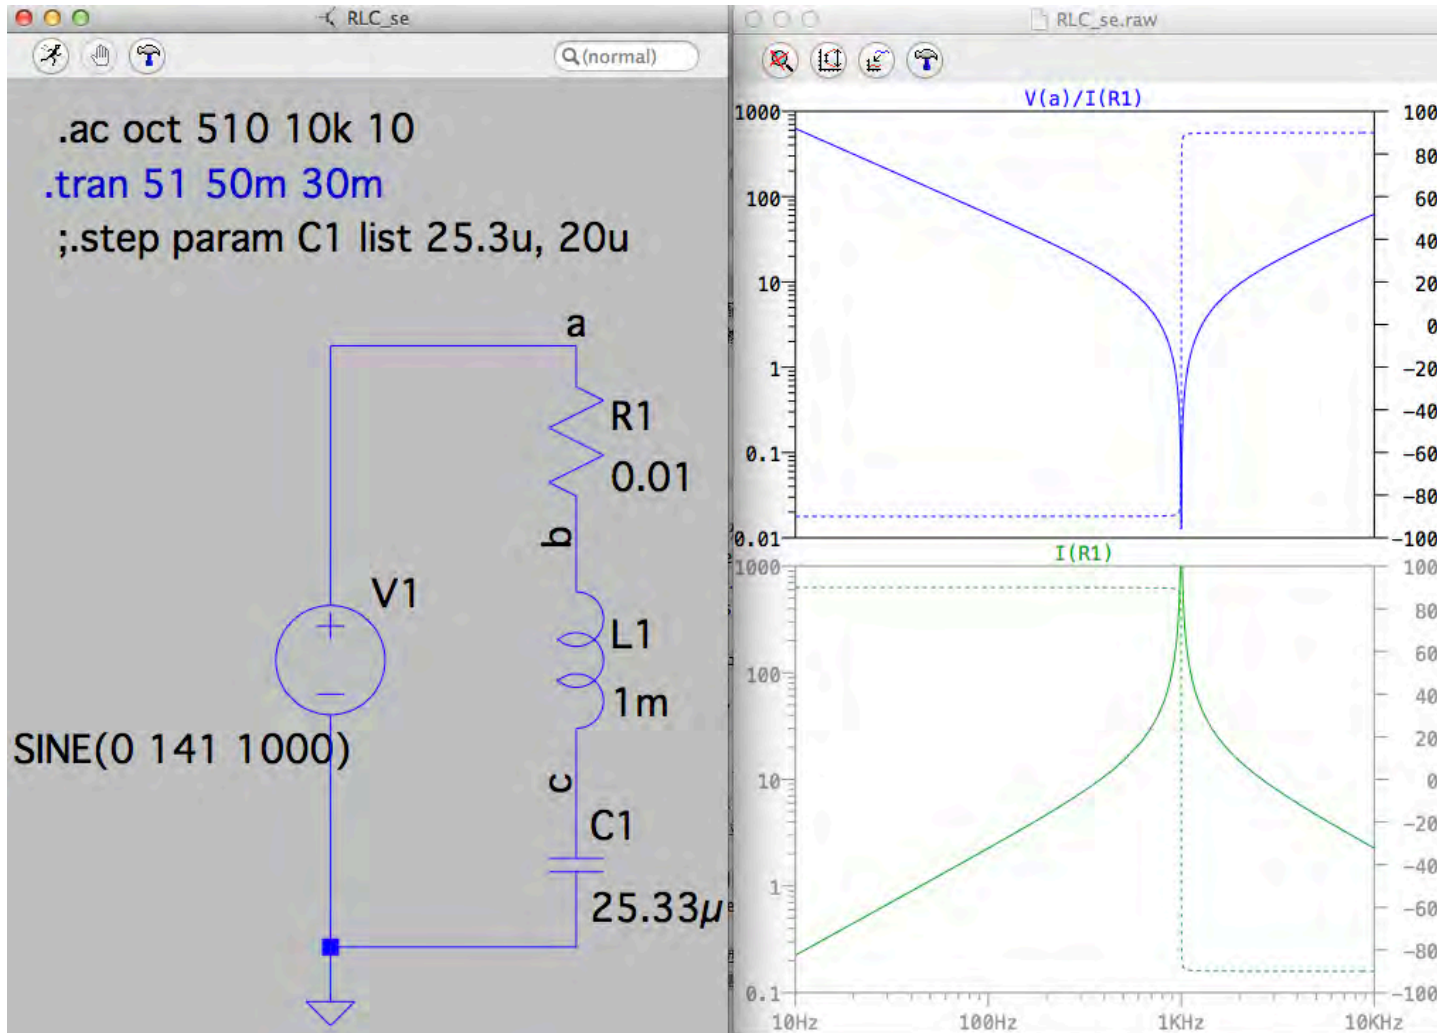 RLC_se
(normal)
.ac oct 510 10k 10
.tran 51 50m 30m
;.step param C1 list 25.3u, 20u
a
R1
0.01
b
V1
L1
1m
SINE(0 141 1000)
c
C1
25.33µ
RLC_se.raw
V(a)/I(R1)
1000
100
10
1
0.1
0.01
100
80
60
40
20
0
-20
-40
-60
-80
-100
I(R1)
1000
100
10
1
0.1
100
80
60
40
20
0
-20
-40
-60
-80
-100
10Hz
100Hz
1KHz
10KHz